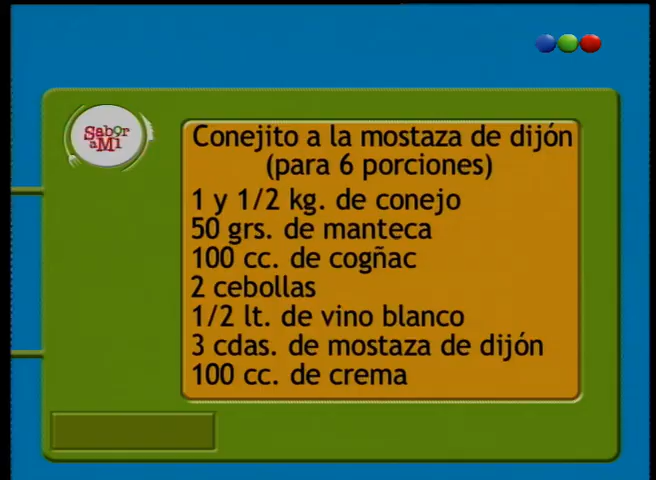 Sabor
a Mi
Conejito a la mostaza de dijón
(para 6 porciones)
1 y 1/2 kg. de conejo
50 grs. de manteca
100 cc. de cogñac
2 cebollas
1/2 lt. de vino blanco
3 cdas. de mostaza de dijón
100 cc. de crema